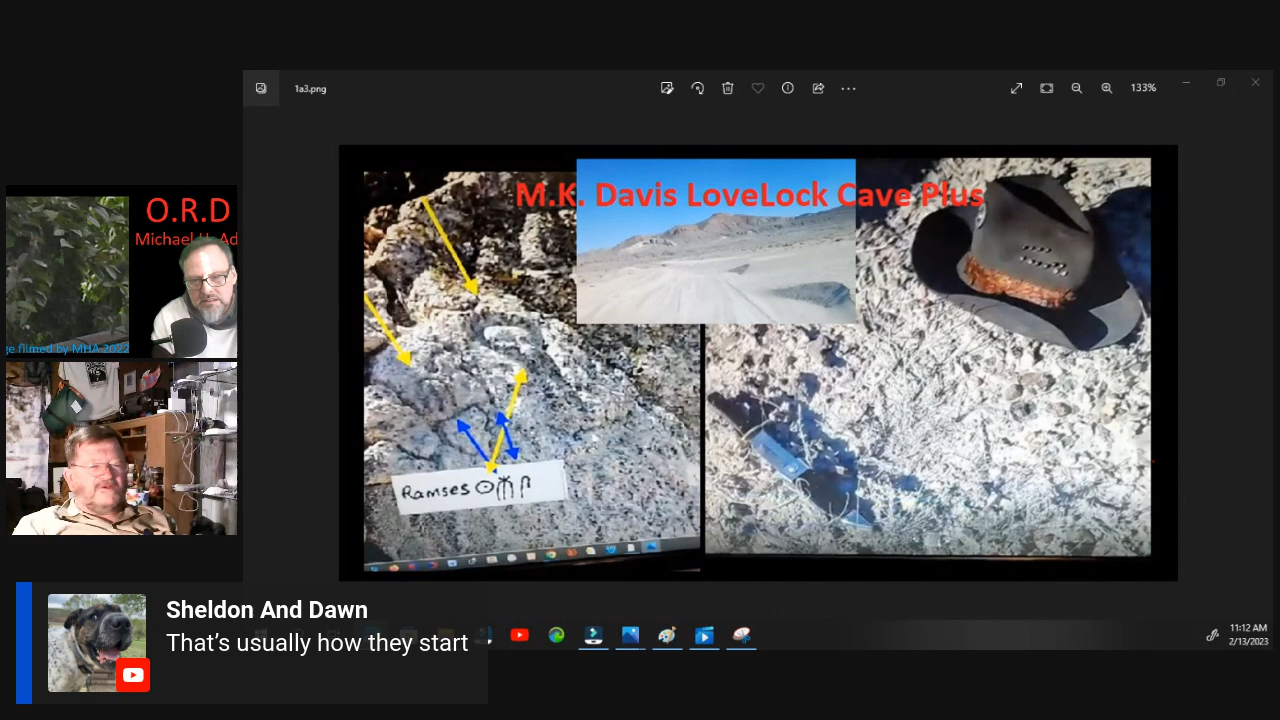 1a3.png
133%
O.R.D
Michael H. Ad
ge filmed by MHA 2022
M.K. Davis LoveLock Cave Plus
Ramses
Sheldon And Dawn
That’s usually how they start
11:12 AM
2/13/2023